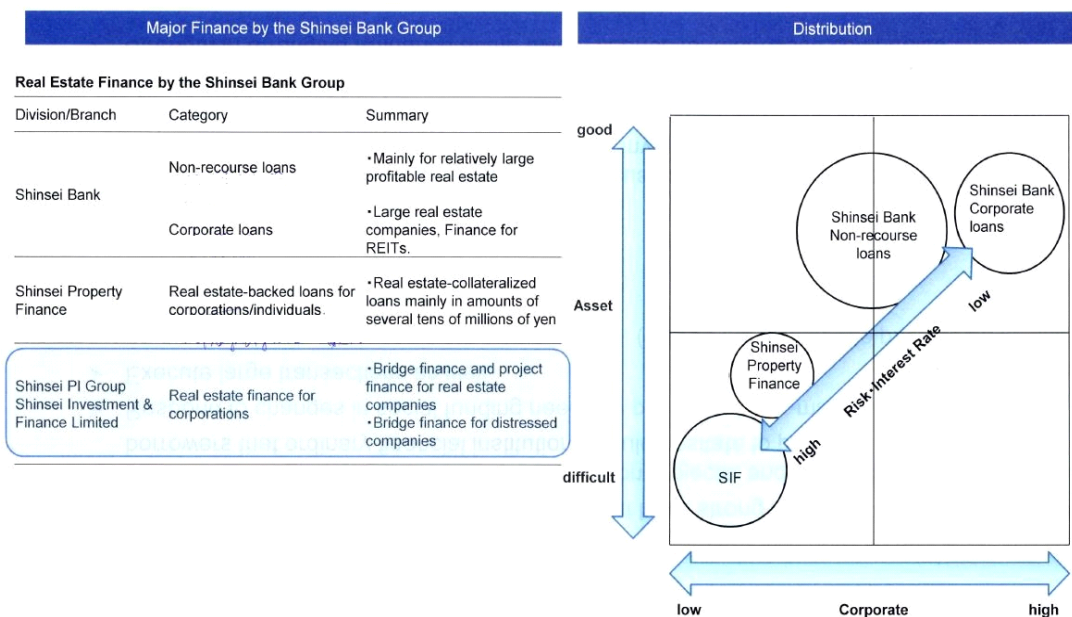 Major Finance by the Shinsei Bank Group
Distribution
Real Estate Finance by the Shinsei Bank Group
Division/Branch
Category
Summary
Shinsei Bank
Non-recourse loans
・Mainly for relatively large
profitable real estate
Corporate loans
・Large real estate
companies, Finance for
REITs.
Shinsei Property
Finance
Real estate-backed loans for
corporations/individuals.
・Real estate-collateralized
loans mainly in amounts of
several tens of millions of yen
Shinsei PI Group
Shinsei Investment &
Finance Limited
Real estate finance for
corporations
・Bridge finance and project
finance for real estate
companies
・Bridge finance for distressed
companies
good
Asset
difficult
Shinsei Bank
Non-recourse
loans
Shinsei Bank
Corporate
loans
Shinsei
Property
Finance
SIF
low
Risk・Interest Rate
high
low
Corporate
high